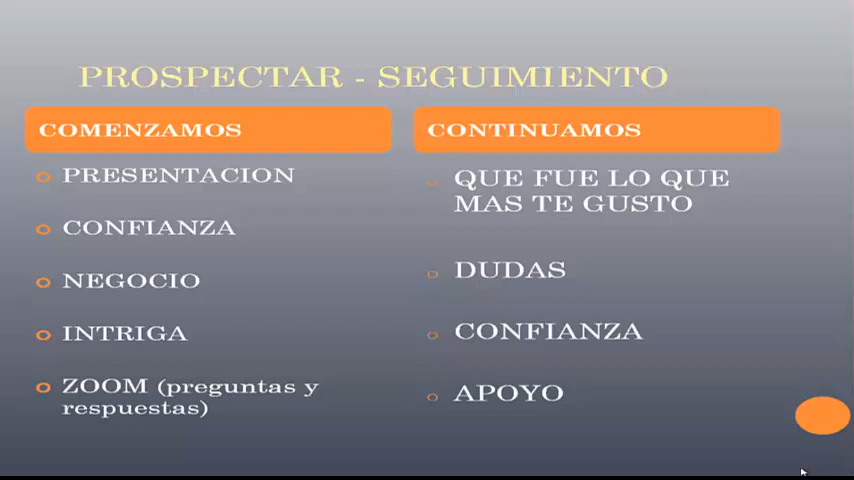 PROSPECTAR - SEGUIMIENTO
COMENZAMOS
PRESENTACION
CONFIANZA
NEGOCIO
INTRIGA
ZOOM (preguntas y
respuestas)
CONTINUAMOS
QUE FUE LO QUE
MAS TE GUSTO
DUDAS
CONFIANZA
APOYO